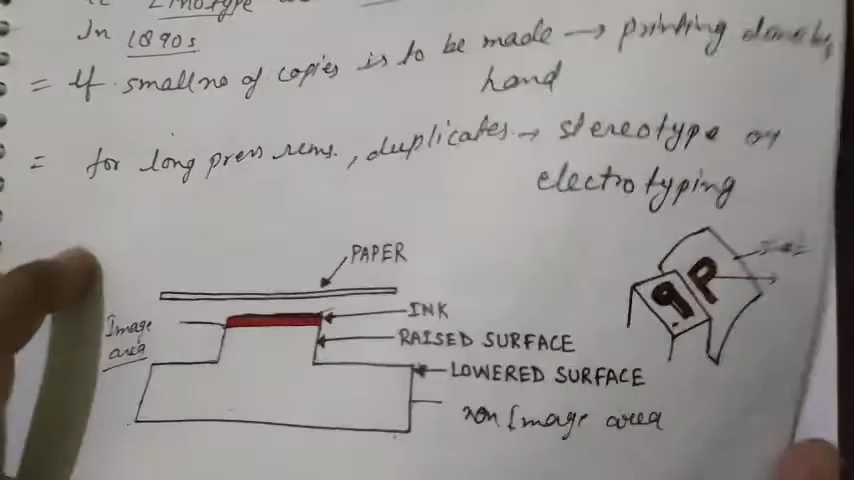 Linotype
In 1890s
= If small no of copies is to be made → printing done by
hand
= for long press runs, duplicates → stereotype or
electrotyping
PAPER
Image
area
INK
RAISED SURFACE
LOWERED SURFACE
non Image area
P
P